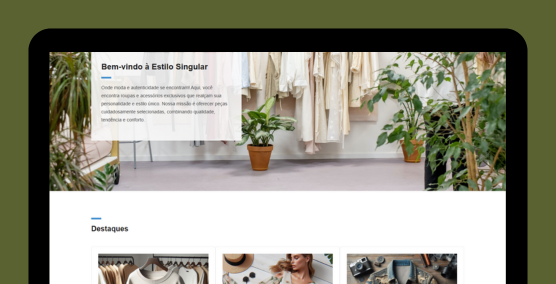 Bem-vindo à Estilo Singular
Onde moda e autenticidade se encontram! Aqui, você
encontra roupas e acessórios exclusivos que realçam sua
personalidade e estilo único. Nossa missão é oferecer peças
cuidadosamente selecionadas, combinando qualidade,
tendência e conforto.
Destaques